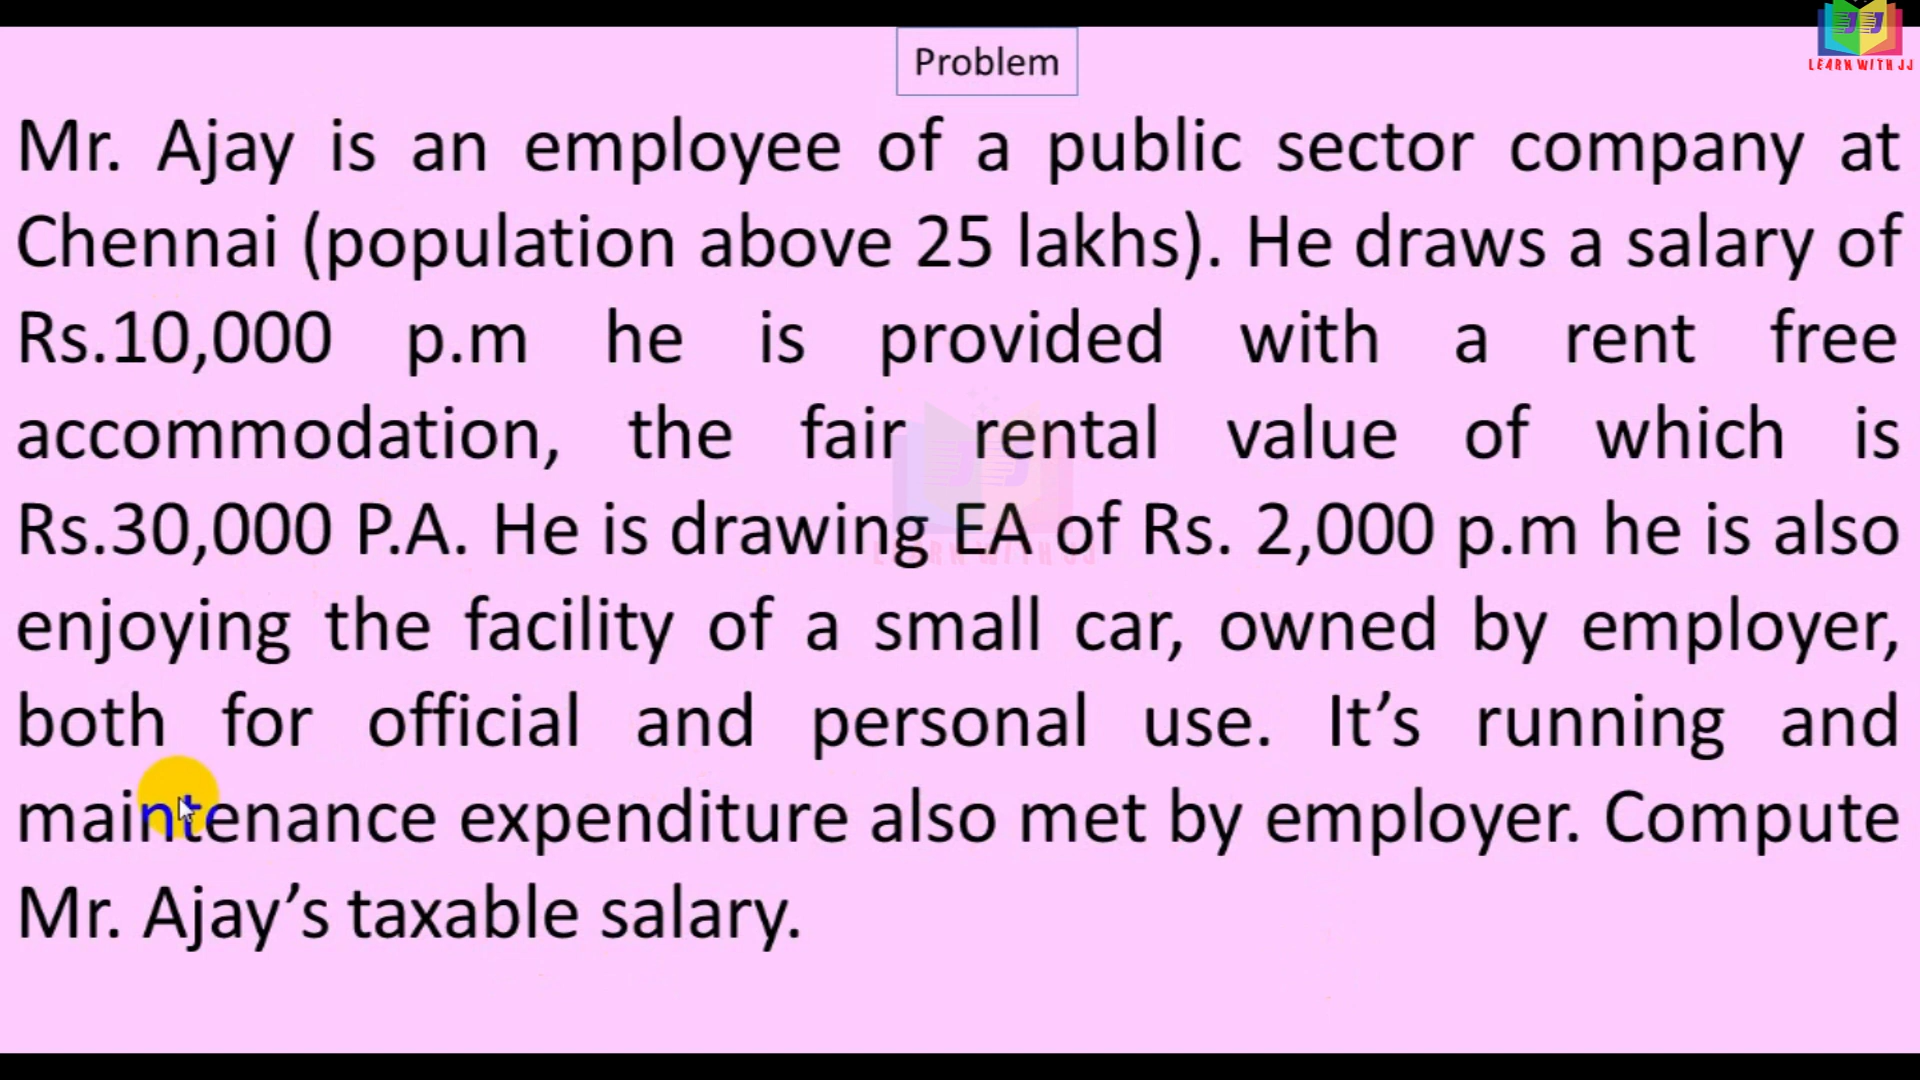 Problem
LEARN WITH JJ
Mr. Ajay is an employee of a public sector company at
Chennai (population above 25 lakhs). He draws a salary of
Rs.10,000 p.m he is provided with a rent free
accommodation, the fair rental value of which is
Rs.30,000 P.A. He is drawing EA of Rs. 2,000 p.m he is also
enjoying the facility of a small car, owned by employer,
both for official and personal use. It’s running and
maintenance expenditure also met by employer. Compute
Mr. Ajay’s taxable salary.
JJ
LEARN WITH JJ